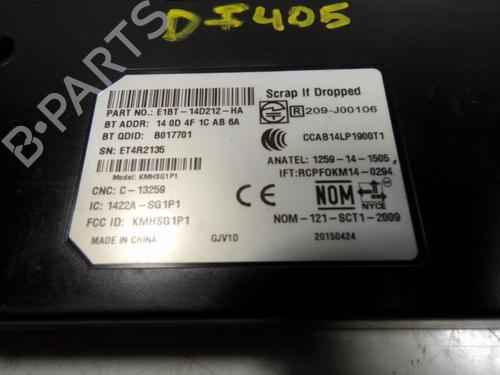 DI405
Scrap If Dropped
PART NO.: E1BT-14D212-HA
BT ADDR: 14 0D 4F 1C AB 6A
BT QDID: B017701
SN: ET4R2135
Model: KMHSG1P1
CNC: C-13259
IC: 1422A-SG1P1
FCC ID: KMHSG1P1
MADE IN CHINA
GJV1D
R 209-J00106
CCAB14LP1900T1
ANATEL: 1259-14-1505
IFT:RCPFOKM14-0294
CE
NOM
NYCE
NOM-121-SCT1-2009
20150424